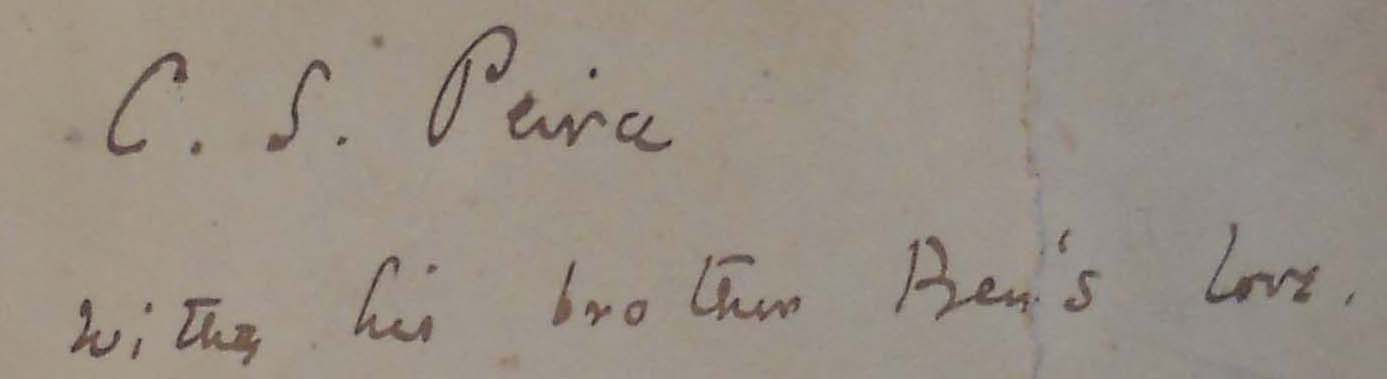 C. S. Peirce
with his brother Ben's love.